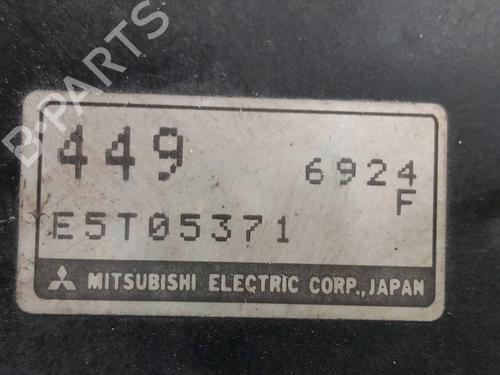 B-PARTS
449
6924
F
E5T05371
MITSUBISHI ELECTRIC CORP., JAPAN